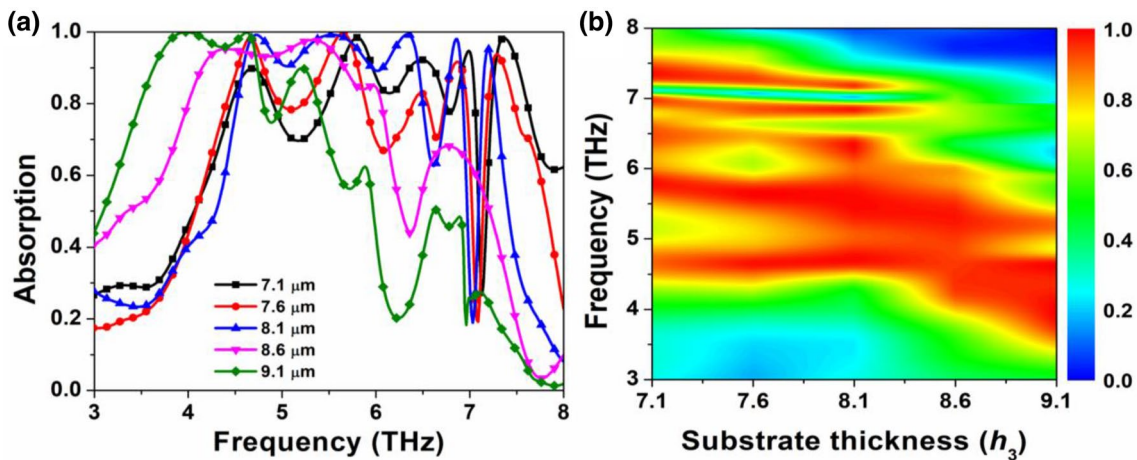 (a)
1.0
0.8
0.6
0.4
0.2
0.0
Absorption
7.1 μm
7.6 μm
8.1 μm
8.6 μm
9.1 μm
3 4 5 6 7 8
Frequency (THz)
(b)
8
7
6
5
4
3
Frequency (THz)
7.1 7.6 8.1 8.6 9.1
Substrate thickness (h3)
1.0
0.8
0.6
0.4
0.2
0.0